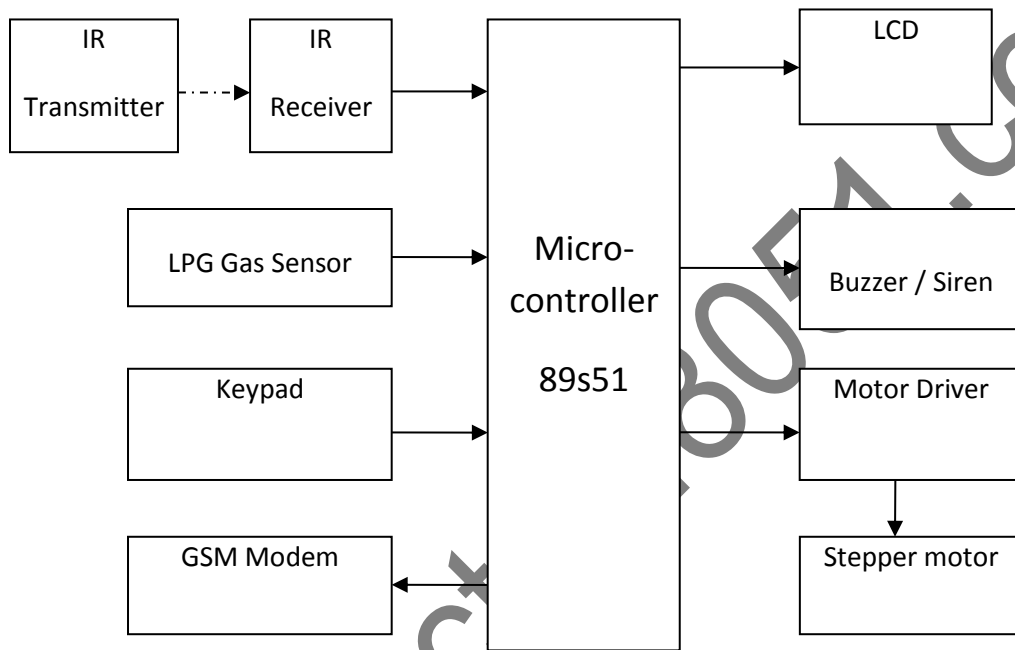 IR
Transmitter
IR
Receiver
LPG Gas Sensor
Keypad
GSM Modem
Micro-
controller
89s51
LCD
Buzzer / Siren
Motor Driver
Stepper motor